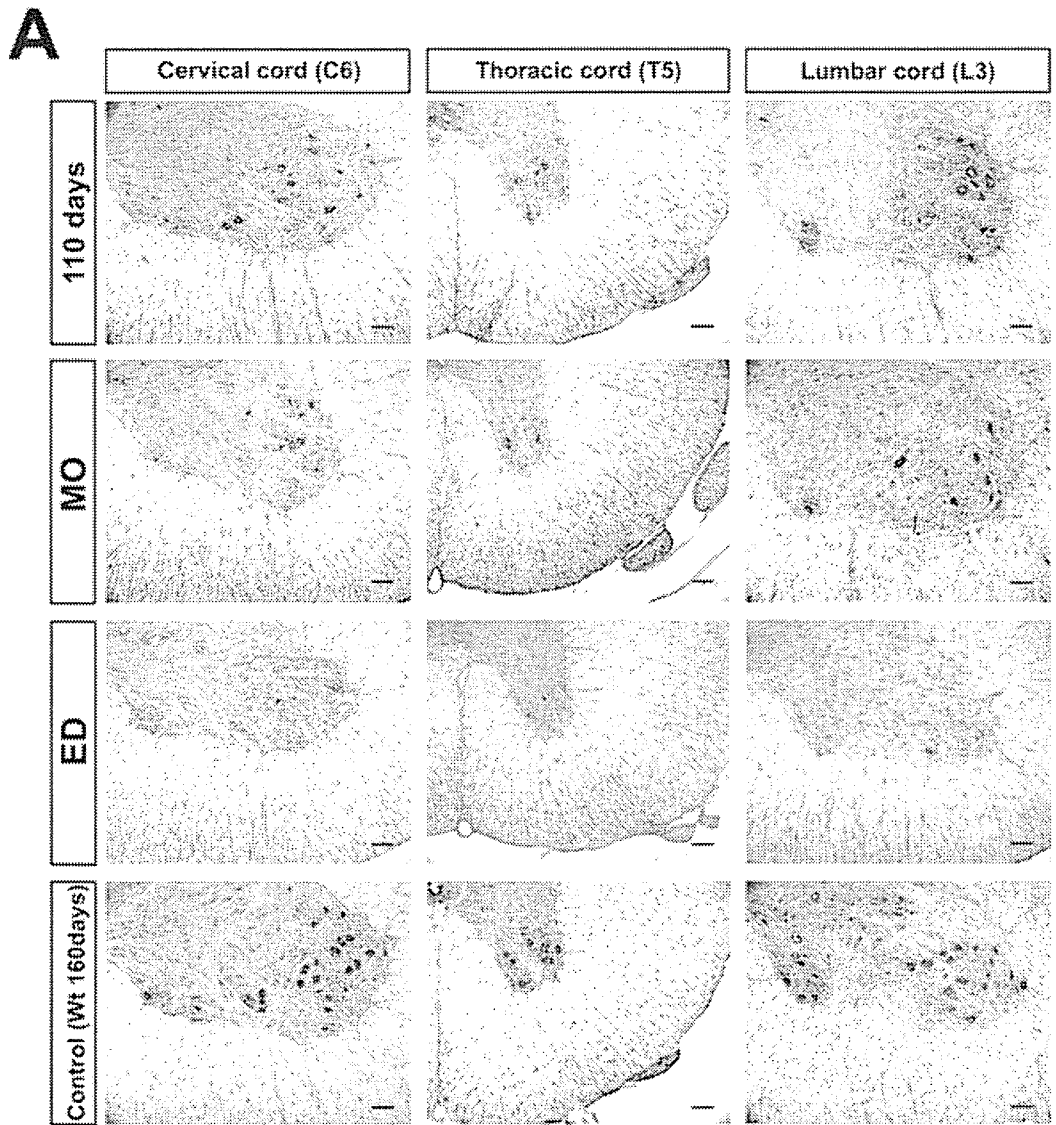 A
Cervical cord (C6)
Thoracic cord (T5)
Lumbar cord (L3)
110 days
MO
ED
Control (Wt 160days)